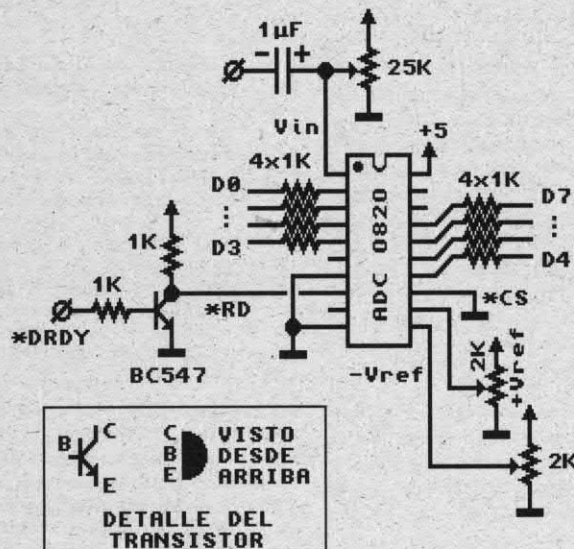 1µF
- +
25K
Vin
+5
4x1K
4x1K
D0
D7
...
...
D3
D4
ADC 0820
1K
1K
*RD
*CS
*DRDY
BC547
-Vref
2K
+Vref
2K
B C E
C
B
E
VISTO
DESDE
ARRIBA
DETALLE DEL
TRANSISTOR